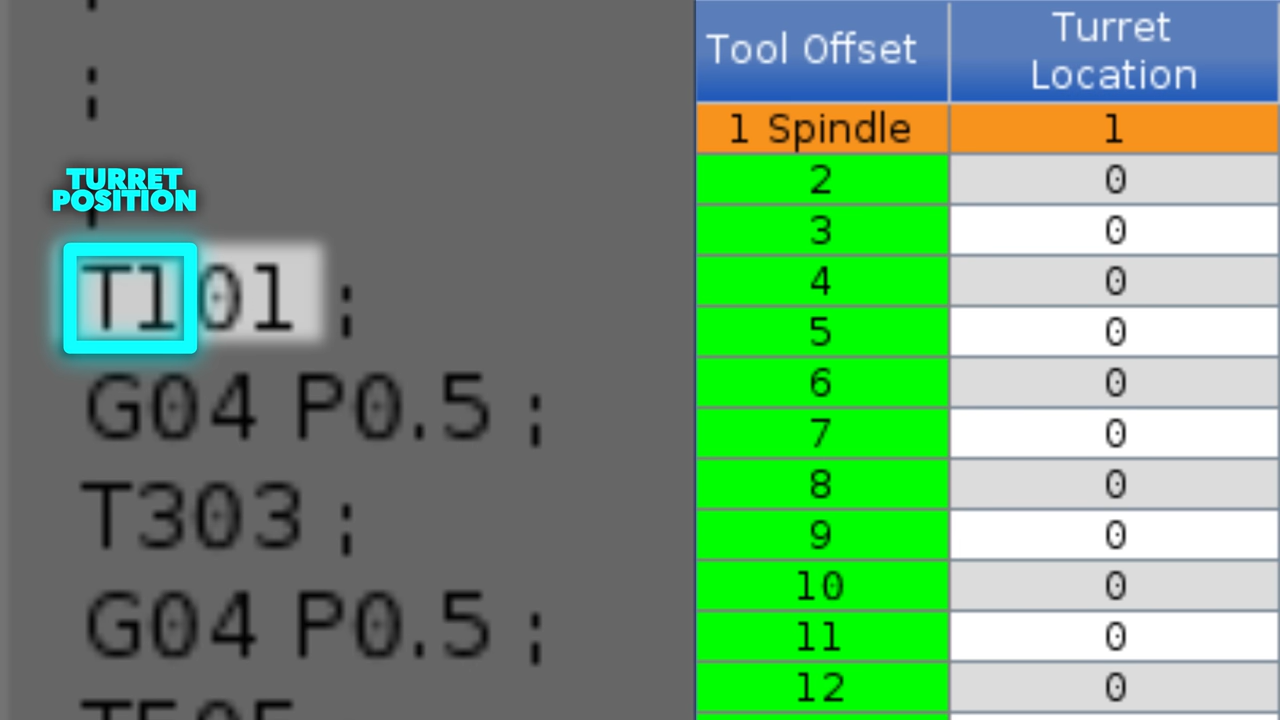 ;
TURRET
POSITION
T101 ;
G04 P0.5 ;
T303 ;
G04 P0.5 ;
Tool Offset
Turret
Location
1 Spindle 1
2 0
3 0
4 0
5 0
6 0
7 0
8 0
9 0
10 0
11 0
12 0